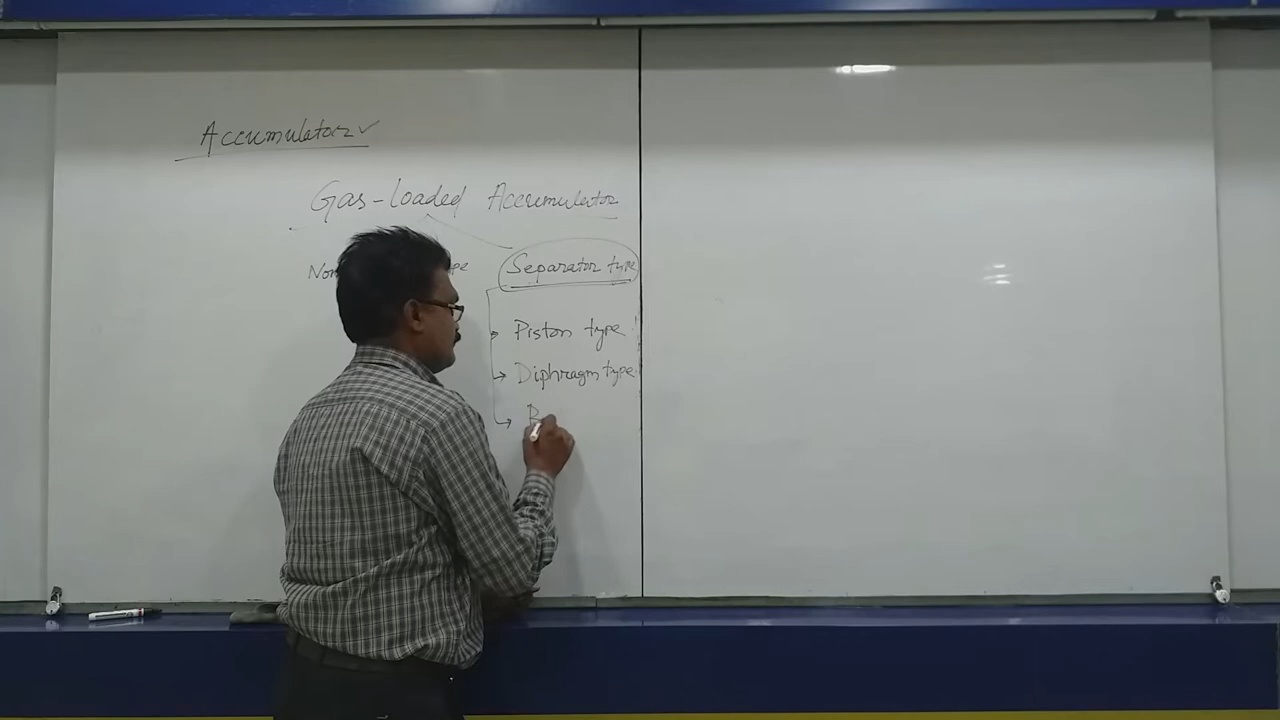 Accumulator
Gas-loaded Accumulator
Separator type
Piston type
Diphragm type